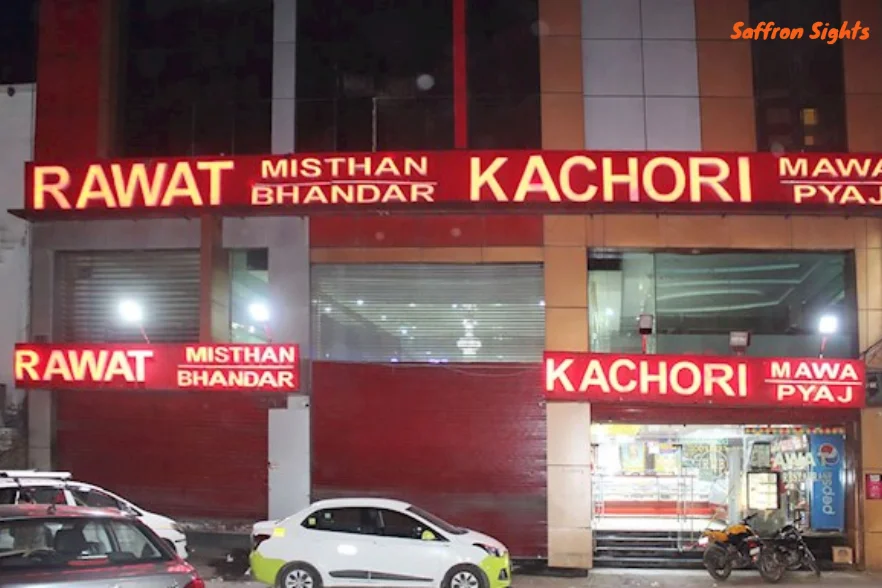 Saffron Sights
RAWAT MISTHAN BHANDAR KACHORI MAWA PYAJ
RAWAT MISTHAN BHANDAR
KACHORI MAWA PYAJ
pepsi